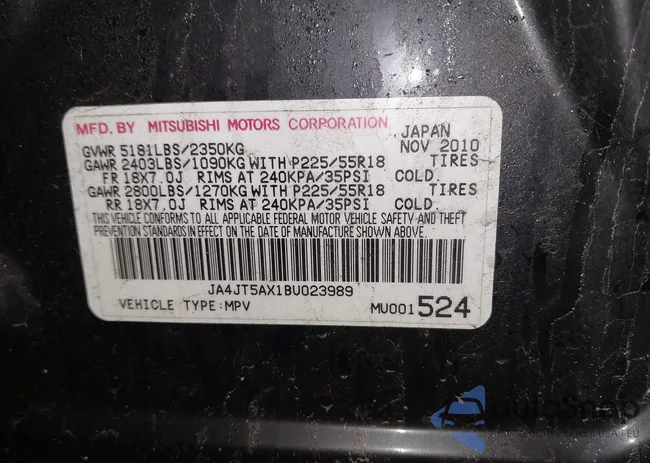 MFD. BY MITSUBISHI MOTORS CORPORATION JAPAN
GVWR 5181LBS/2350KG NOV 2010
GAWR 2403LBS/1090KG WITH P225/55R18 TIRES
FR 18X7.0J RIMS AT 240KPA/35PSI COLD.
GAWR 2800LBS/1270KG WITH P225/55R18 TIRES
RR 18X7.0J RIMS AT 240KPA/35PSI COLD.
THIS VEHICLE CONFORMS TO ALL APPLICABLE FEDERAL MOTOR VEHICLE SAFETY AND THEFT
PREVENTION STANDARDS IN EFFECT ON THE DATE OF MANUFACTURE SHOWN ABOVE.
JA4JT5AX1BU023989
VEHICLE TYPE:MPV MU001524
AutoSnap